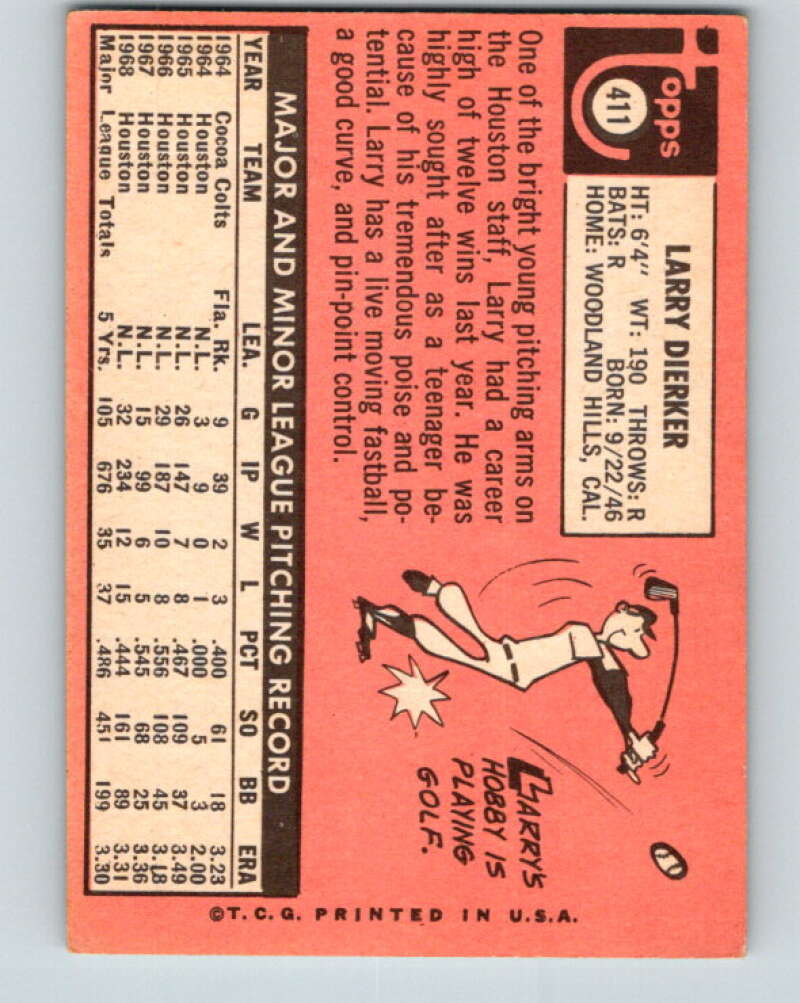 Topps
411
LARRY DIERKER
HT: 6'4" WT: 190 THROWS: R
BATS: R BORN: 9/22/46
HOME: WOODLAND HILLS, CAL.
One of the bright young pitching arms on
the Houston staff, Larry had a career
high of twelve wins last year. He was
highly sought after as a teenager be-
cause of his tremendous poise and po-
tential. Larry has a live moving fastball,
a good curve, and pin-point control.
LARRY'S
HOBBY IS
PLAYING
GOLF.
MAJOR AND MINOR LEAGUE PITCHING RECORD
YEAR TEAM LEA. G IP W L PCT SO BB ERA
1964 Cocoa Colts Fla. Rk. 9 39 2 3 .400 61 18 3.23
1964 Houston N.L. 3 9 0 1 .000 5 3 2.00
1965 Houston N.L. 26 147 7 8 .467 109 37 3.49
1966 Houston N.L. 29 187 10 8 .556 108 45 3.18
1967 Houston N.L. 15 99 6 5 .545 68 25 3.36
1968 Houston N.L. 32 234 12 15 .444 161 89 3.31
Major League Totals 5 Yrs. 105 676 35 37 .486 451 199 3.30
©T.C.G. PRINTED IN U.S.A.